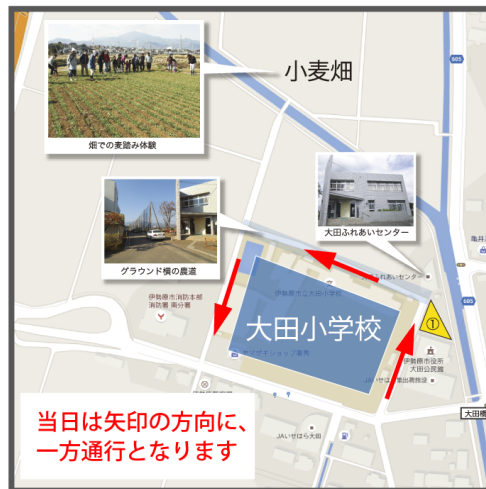 小麦畑
605
畑での麦踏み体験
大田ふれあいセンター
グラウンド横の農道
亀井
ふれあいセンター
伊勢原市消防本部
消防署 南分署
伊勢原市立大田小学校
605
①
大田小学校
伊勢原市役所
大田公民館
大田橋
JAいせはら大田
当日は矢印の方向に、
一方通行となります